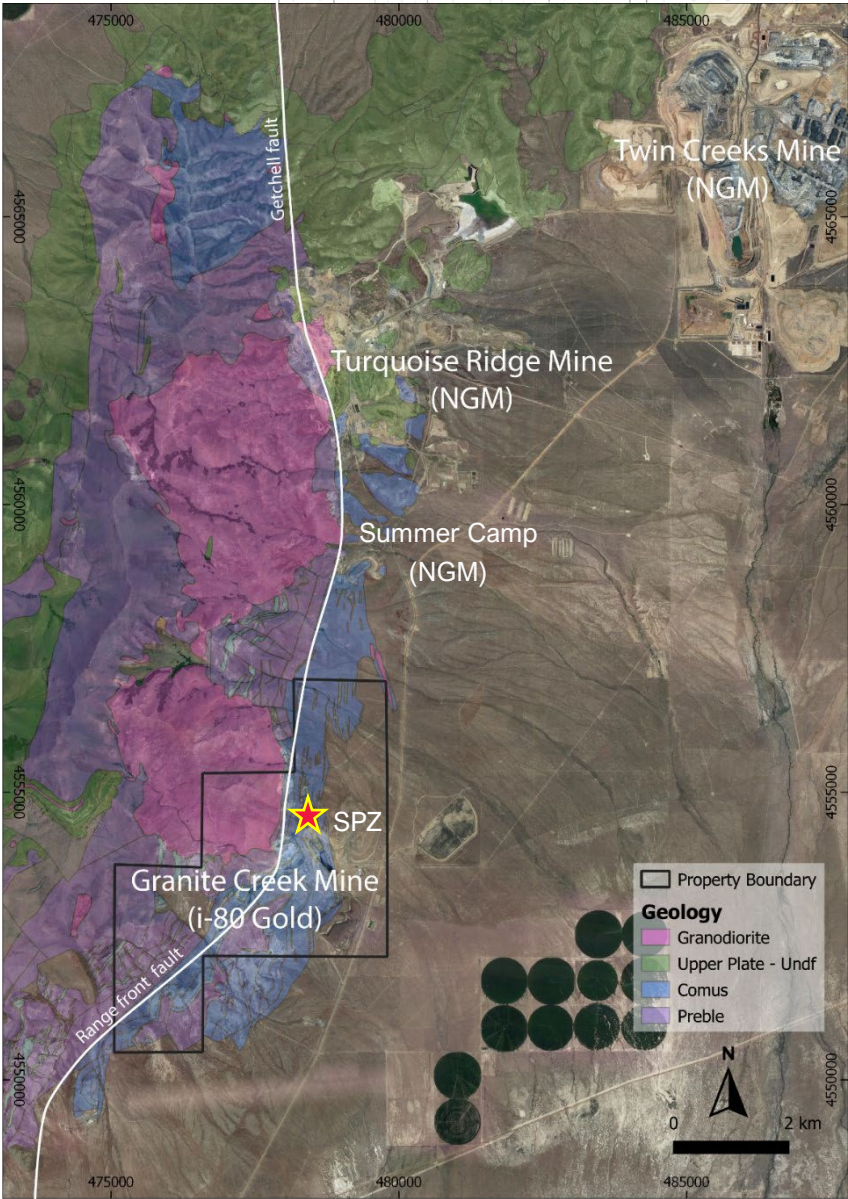 475000
480000
485000
Getchell fault
Twin Creeks Mine
(NGM)
4565000
4565000
Turquoise Ridge Mine
(NGM)
4560000
4560000
Summer Camp
(NGM)
4555000
4555000
SPZ
Granite Creek Mine
(i-80 Gold)
Range front fault
Property Boundary
Geology
Granodiorite
Upper Plate - Undf
Comus
Preble
4550000
4550000
N
0 2 km
475000
480000
485000